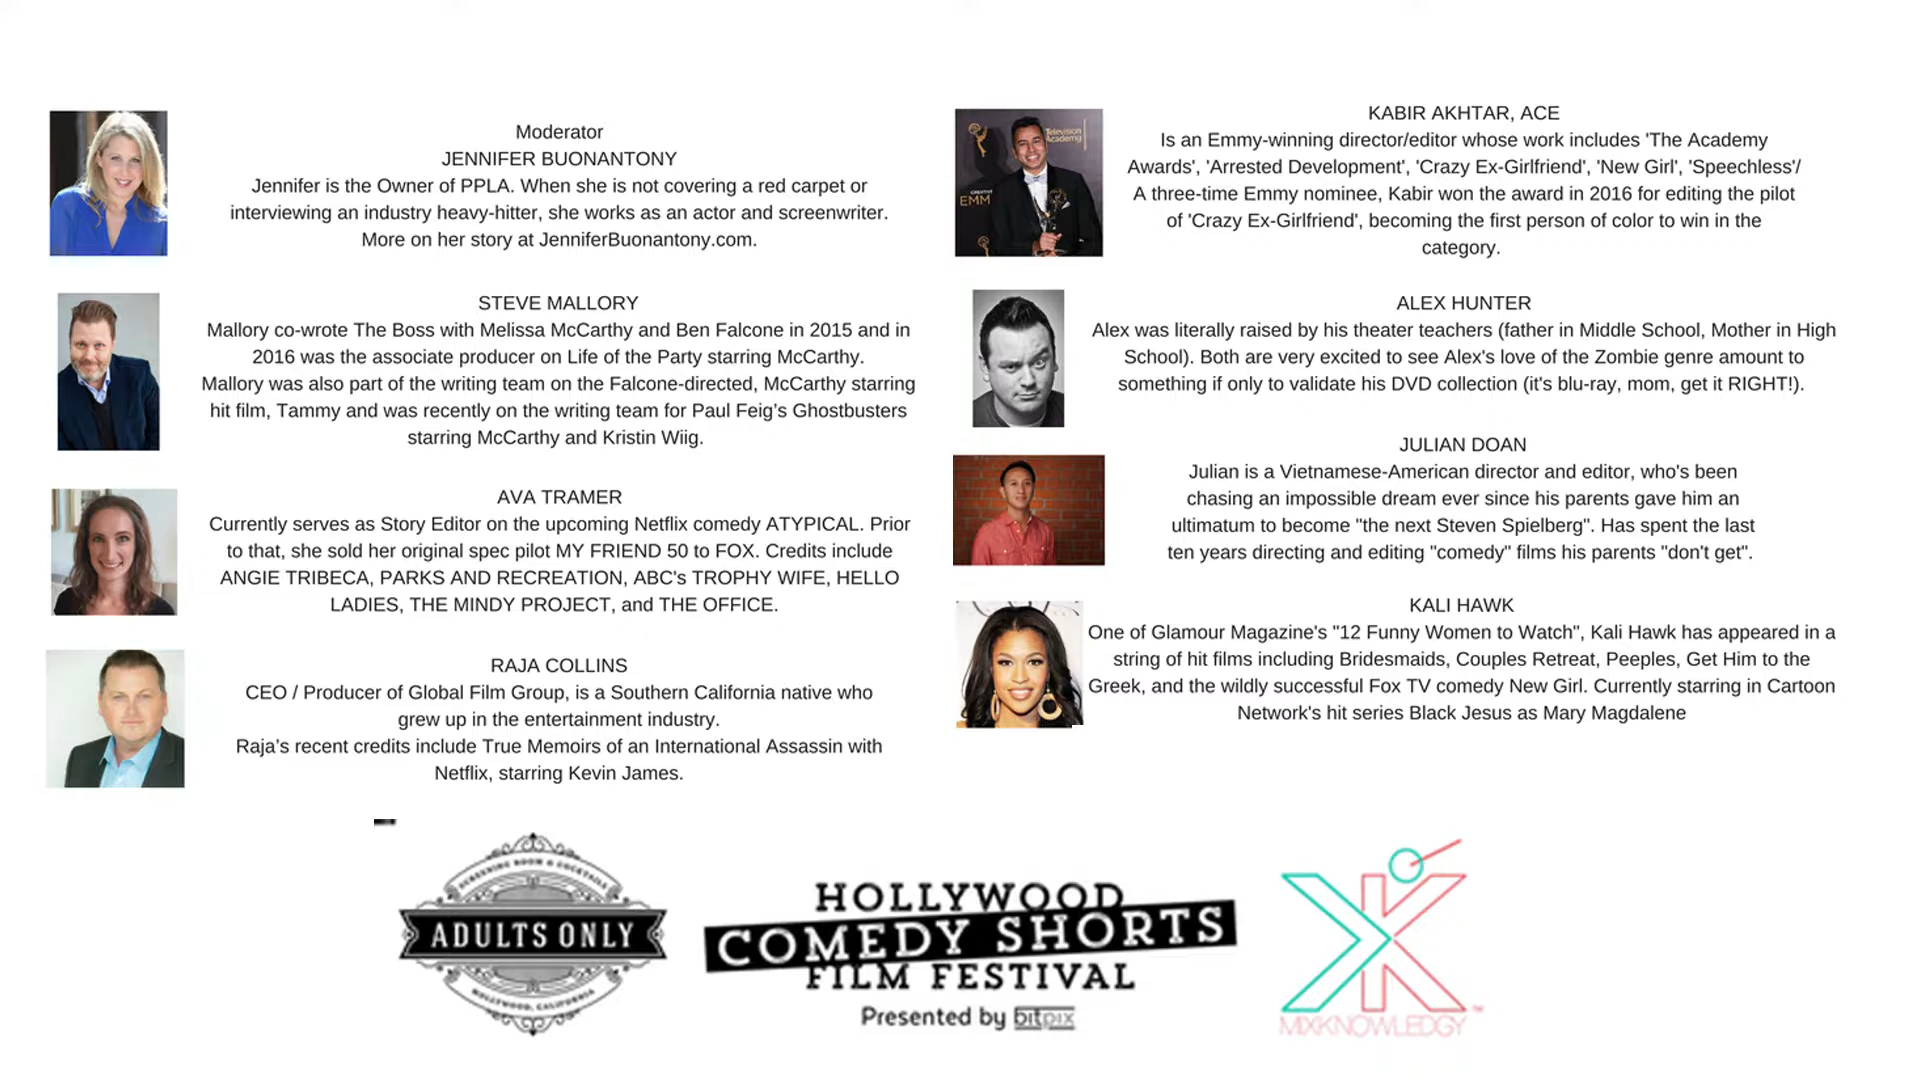 Moderator
JENNIFER BUONANTONY
Jennifer is the Owner of PPLA. When she is not covering a red carpet or
interviewing an industry heavy-hitter, she works as an actor and screenwriter.
More on her story at JenniferBuonantony.com.
STEVE MALLORY
Mallory co-wrote The Boss with Melissa McCarthy and Ben Falcone in 2015 and in
2016 was the associate producer on Life of the Party starring McCarthy.
Mallory was also part of the writing team on the Falcone-directed, McCarthy starring
hit film, Tammy and was recently on the writing team for Paul Feig's Ghostbusters
starring McCarthy and Kristin Wiig.
AVA TRAMER
Currently serves as Story Editor on the upcoming Netflix comedy ATYPICAL. Prior
to that, she sold her original spec pilot MY FRIEND 50 to FOX. Credits include
ANGIE TRIBECA, PARKS AND RECREATION, ABC's TROPHY WIFE, HELLO
LADIES, THE MINDY PROJECT, and THE OFFICE.
RAJA COLLINS
CEO / Producer of Global Film Group, is a Southern California native who
grew up in the entertainment industry.
Raja's recent credits include True Memoirs of an International Assassin with
Netflix, starring Kevin James.
Television
Academy
CREATIVE
EMM
KABIR AKHTAR, ACE
Is an Emmy-winning director/editor whose work includes 'The Academy
Awards', 'Arrested Development', 'Crazy Ex-Girlfriend', 'New Girl', 'Speechless'/
A three-time Emmy nominee, Kabir won the award in 2016 for editing the pilot
of 'Crazy Ex-Girlfriend', becoming the first person of color to win in the
category.
ALEX HUNTER
Alex was literally raised by his theater teachers (father in Middle School, Mother in High
School). Both are very excited to see Alex's love of the Zombie genre amount to
something if only to validate his DVD collection (it's blu-ray, mom, get it RIGHT!).
JULIAN DOAN
Julian is a Vietnamese-American director and editor, who's been
chasing an impossible dream ever since his parents gave him an
ultimatum to become "the next Steven Spielberg". Has spent the last
ten years directing and editing "comedy" films his parents "don't get".
KALI HAWK
One of Glamour Magazine's "12 Funny Women to Watch", Kali Hawk has appeared in a
string of hit films including Bridesmaids, Couples Retreat, Peeples, Get Him to the
Greek, and the wildly successful Fox TV comedy New Girl. Currently starring in Cartoon
Network's hit series Black Jesus as Mary Magdalene
SCREENING ROOM & COCKTAILS
ADULTS ONLY
HOLLYWOOD, CALIFORNIA
HOLLYWOOD
COMEDY SHORTS
FILM FESTIVAL
Presented by bitpix
MIXKNOWLEDGY
TM